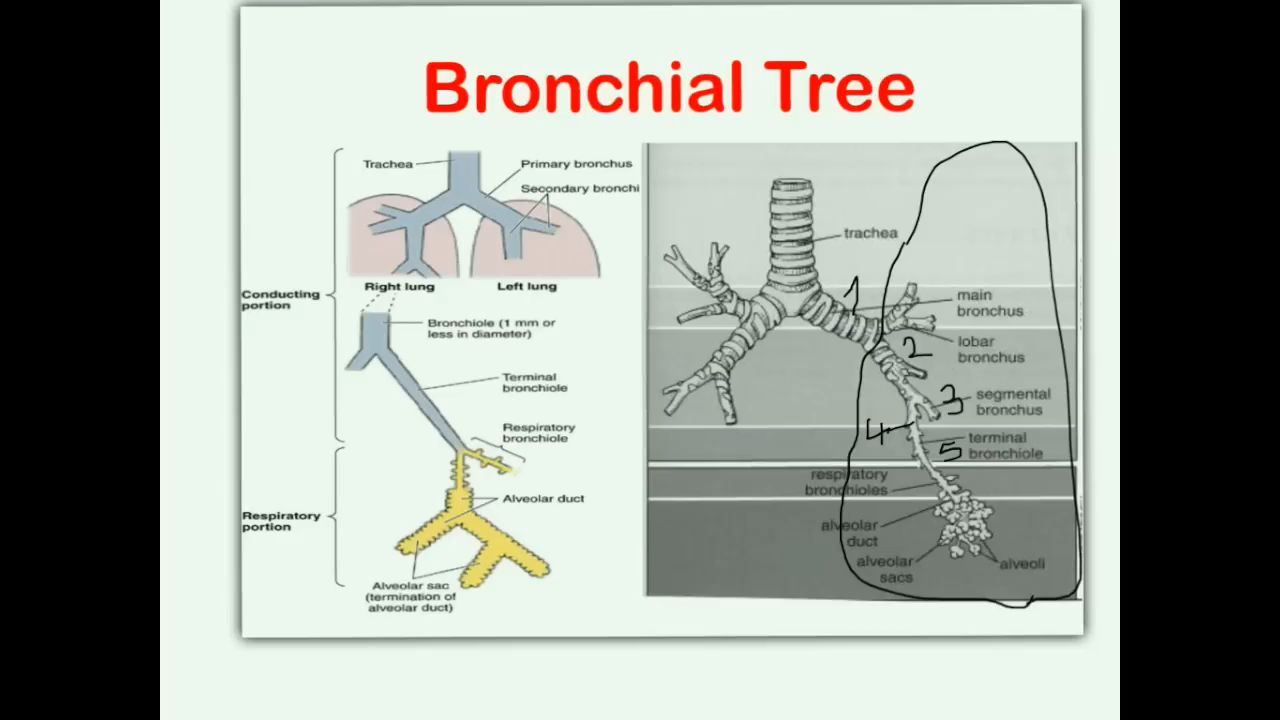 Bronchial Tree
Trachea
Primary bronchus
Secondary bronchi
Right lung
Left lung
Conducting
portion
Bronchiole (1 mm or
less in diameter)
Terminal
bronchiole
Respiratory
bronchiole
Alveolar duct
Respiratory
portion
Alveolar sac
(termination of
alveolar duct)
trachea
1
main
bronchus
2
lobar
bronchus
3
segmental
bronchus
4
5
terminal
bronchiole
respiratory
bronchioles
alveolar
duct
alveolar
sacs
alveoli